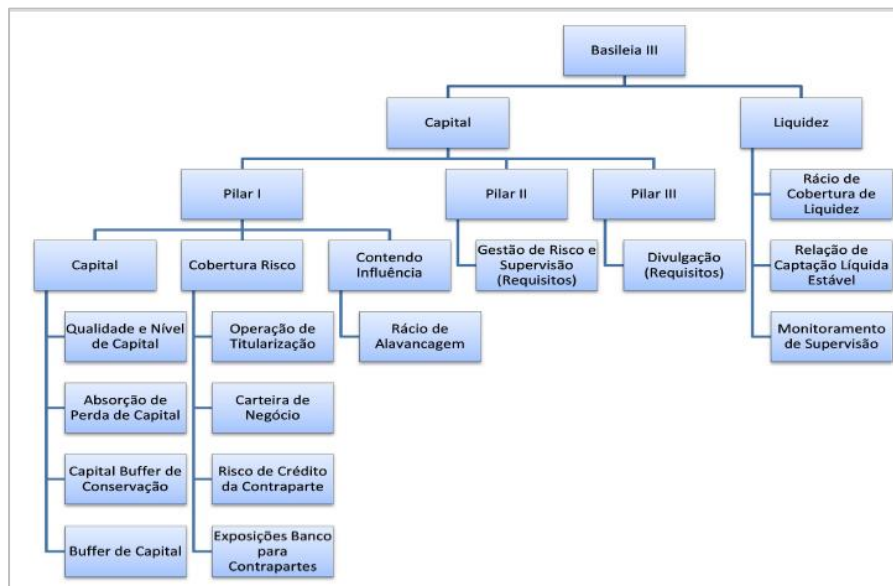 Basileia III
Capital
Liquidez
Pilar I
Pilar II
Pilar III
Rácio de
Cobertura de
Liquidez
Capital
Cobertura Risco
Contendo
Influência
Gestão de Risco e
Supervisão
(Requisitos)
Divulgação
(Requisitos)
Relação de
Captação Líquida
Estável
Qualidade e Nível
de Capital
Operação de
Titularização
Rácio de
Alavancagem
Monitoramento
de Supervisão
Absorção de
Perda de Capital
Carteira de
Negócio
Capital Buffer de
Conservação
Risco de Crédito
da Contraparte
Buffer de Capital
Exposições Banco
para
Contrapartes